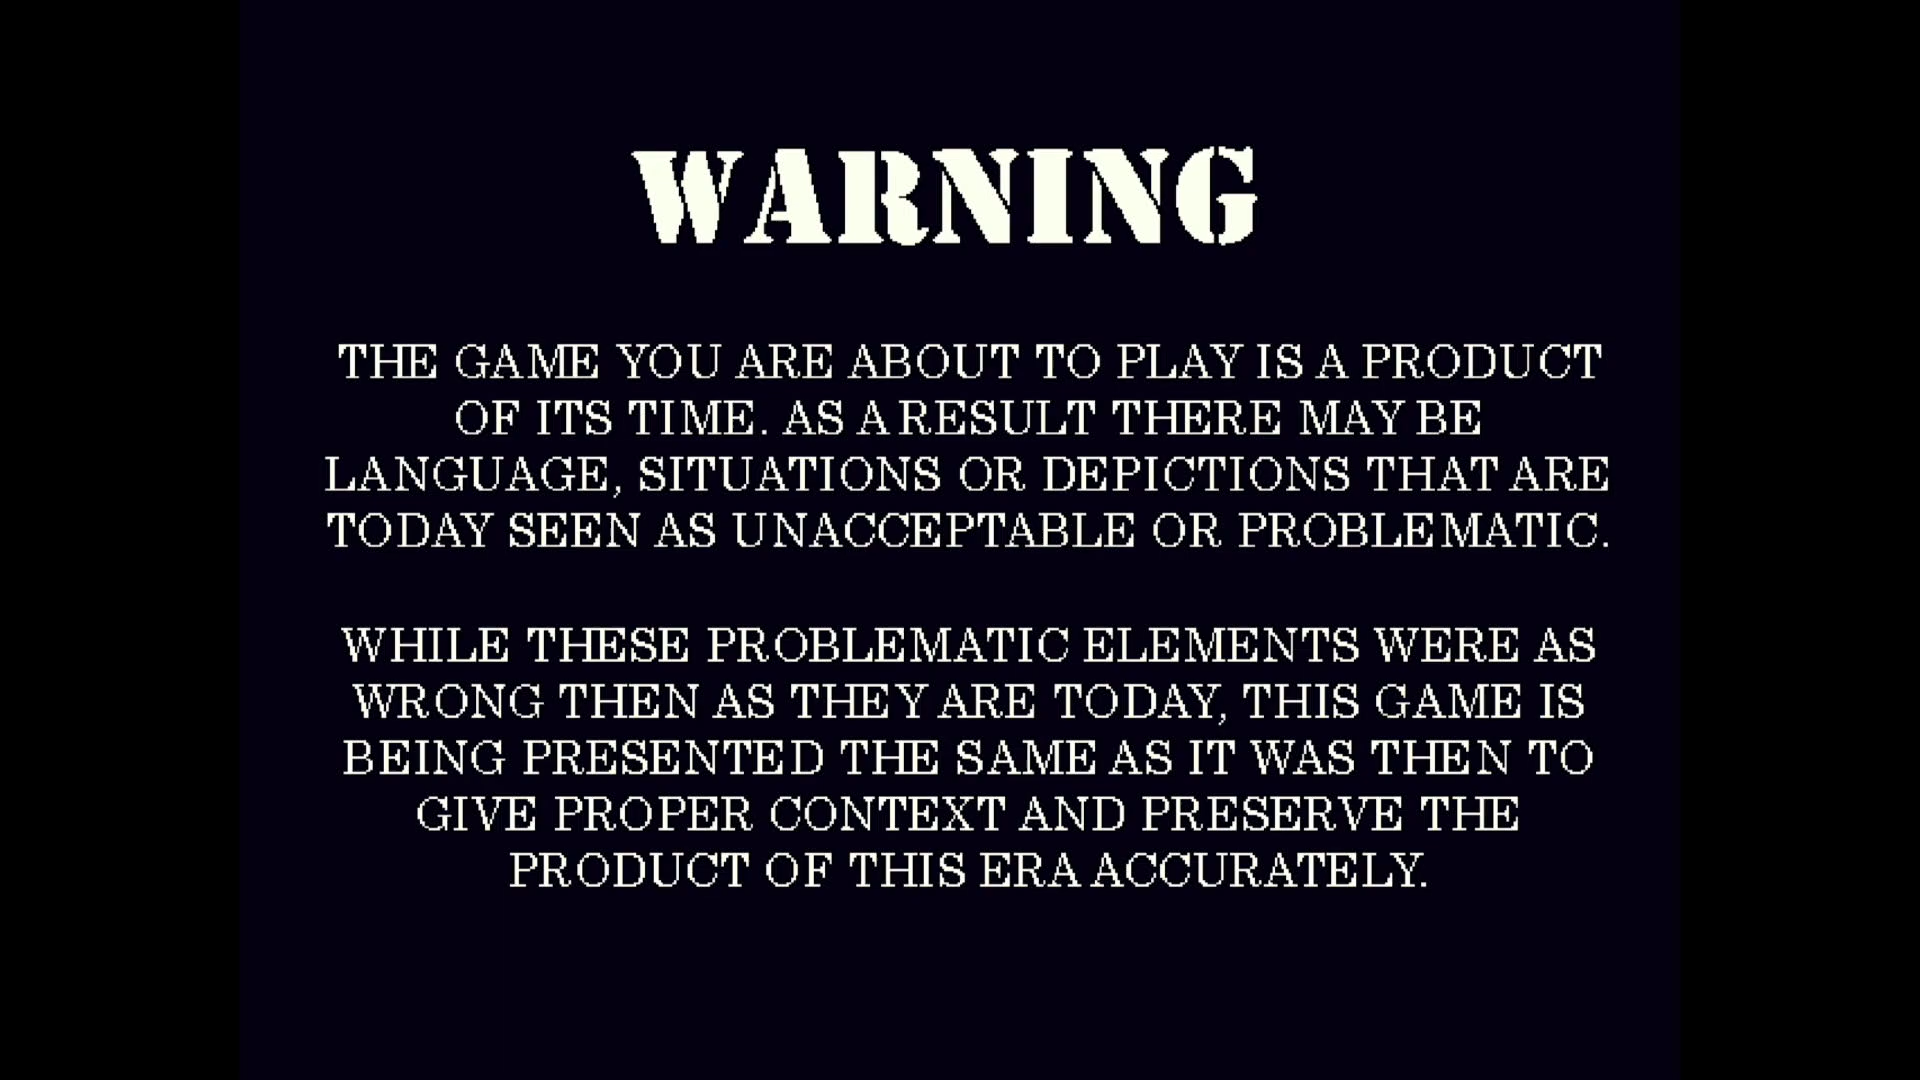 WARNING
THE GAME YOU ARE ABOUT TO PLAY IS A PRODUCT
OF ITS TIME. AS A RESULT THERE MAY BE
LANGUAGE, SITUATIONS OR DEPICTIONS THAT ARE
TODAY SEEN AS UNACCEPTABLE OR PROBLEMATIC.
WHILE THESE PROBLEMATIC ELEMENTS WERE AS
WRONG THEN AS THEY ARE TODAY, THIS GAME IS
BEING PRESENTED THE SAME AS IT WAS THEN TO
GIVE PROPER CONTEXT AND PRESERVE THE
PRODUCT OF THIS ERA ACCURATELY.